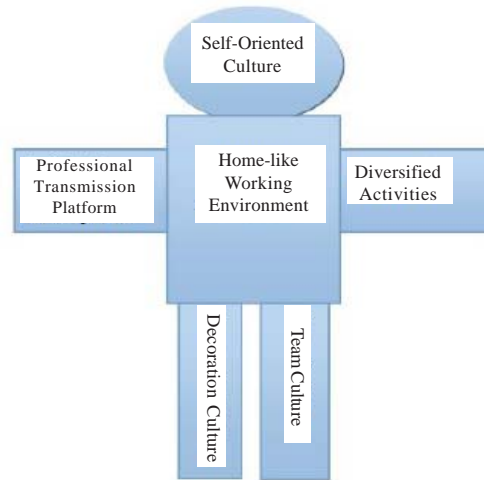 Self-Oriented
Culture
Professional
Transmission
Platform
Home-like
Working
Environment
Diversified
Activities
Decoration Culture
Team Culture